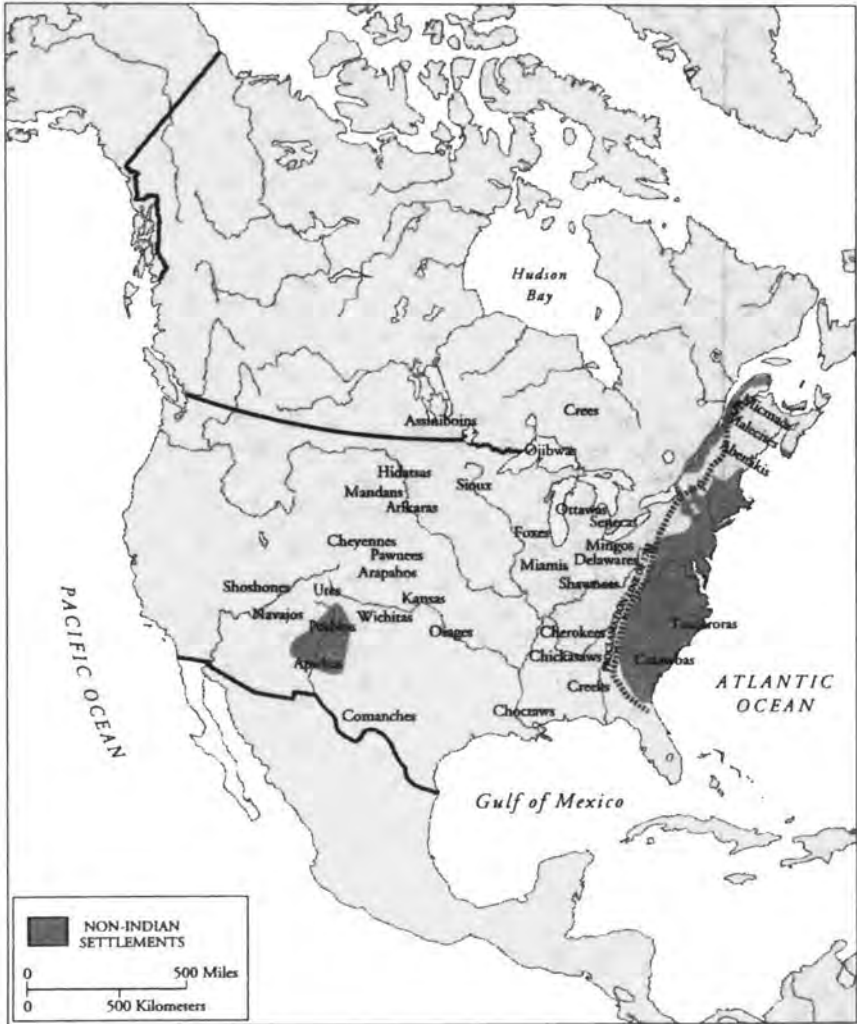 Hudson
Bay
Assiniboins
Crees
Ojibwas
Micmacs
Malecites
Abenakis
Hidatsas
Mandans
Arikaras
Sioux
Ottawas
Senecas
Foxes
Mingos
Cheyennes
Pawnees
Arapahos
Miamis
Delawares
Shawnees
Shoshones
Utes
Kansas
Navajos
Pueblos
Wichitas
Osages
Cherokees
Tuscaroras
Apaches
Chickasaws
Catawbas
Creeks
Comanches
Choctaws
PACIFIC OCEAN
ATLANTIC
OCEAN
Gulf of Mexico
NON-INDIAN
SETTLEMENTS
0 500 Miles
0 500 Kilometers